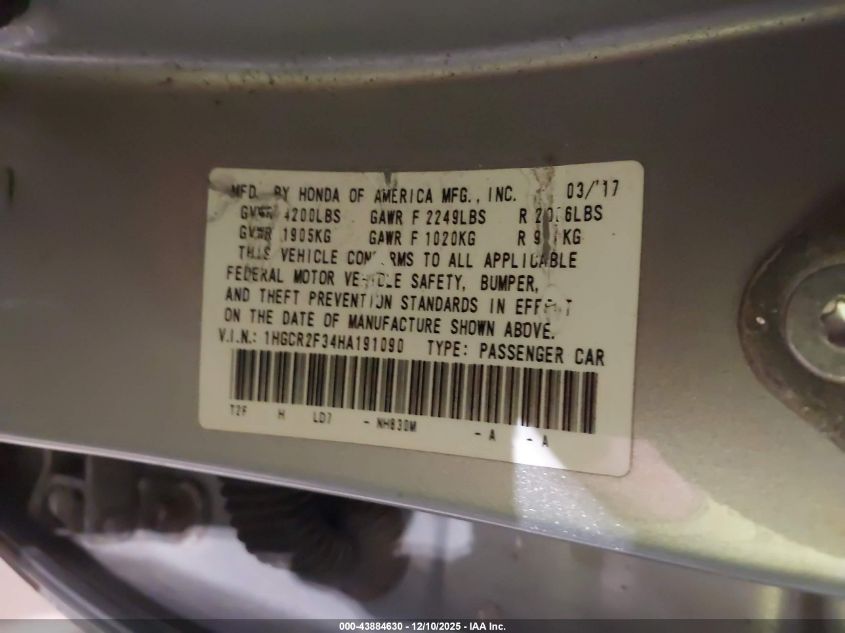 MFD. BY HONDA OF AMERICA MFG., INC. 03/'17
GVWR 4200LBS GAWR F 2249LBS R LBS
GVWR 1905KG GAWR F 1020KG R KG
THIS VEHICLE CONFORMS TO ALL APPLICABLE
FEDERAL MOTOR VEHICLE SAFETY, BUMPER,
AND THEFT PREVENTION STANDARDS IN EFFECT
ON THE DATE OF MANUFACTURE SHOWN ABOVE.
V.I.N.: 1HGCR2F34HA191090 TYPE: PASSENGER CAR
T2F H LD7 - NH830M - A - A
000-43884630 - 12/10/2025 - IAA Inc.